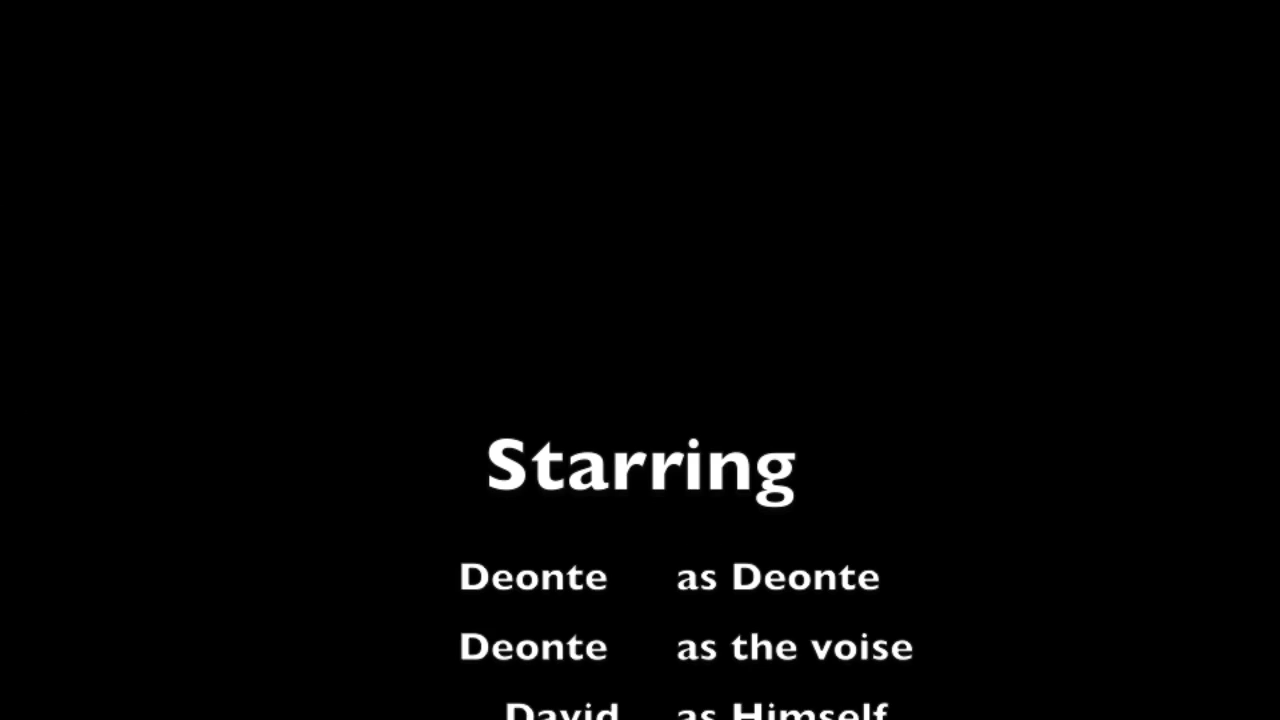 Starring
Deonte as Deonte
Deonte as the voise
David as Himself